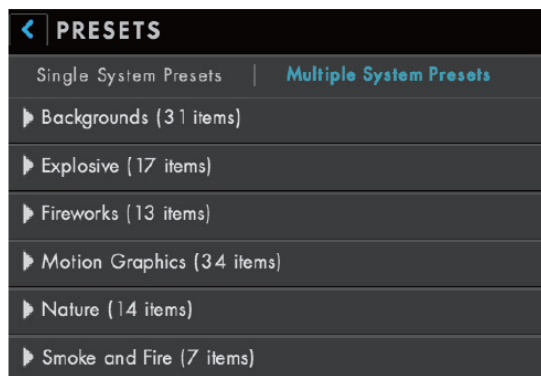 PRESETS
Single System Presets | Multiple System Presets
Backgrounds (31 items)
Explosive (17 items)
Fireworks (13 items)
Motion Graphics (34 items)
Nature (14 items)
Smoke and Fire (7 items)